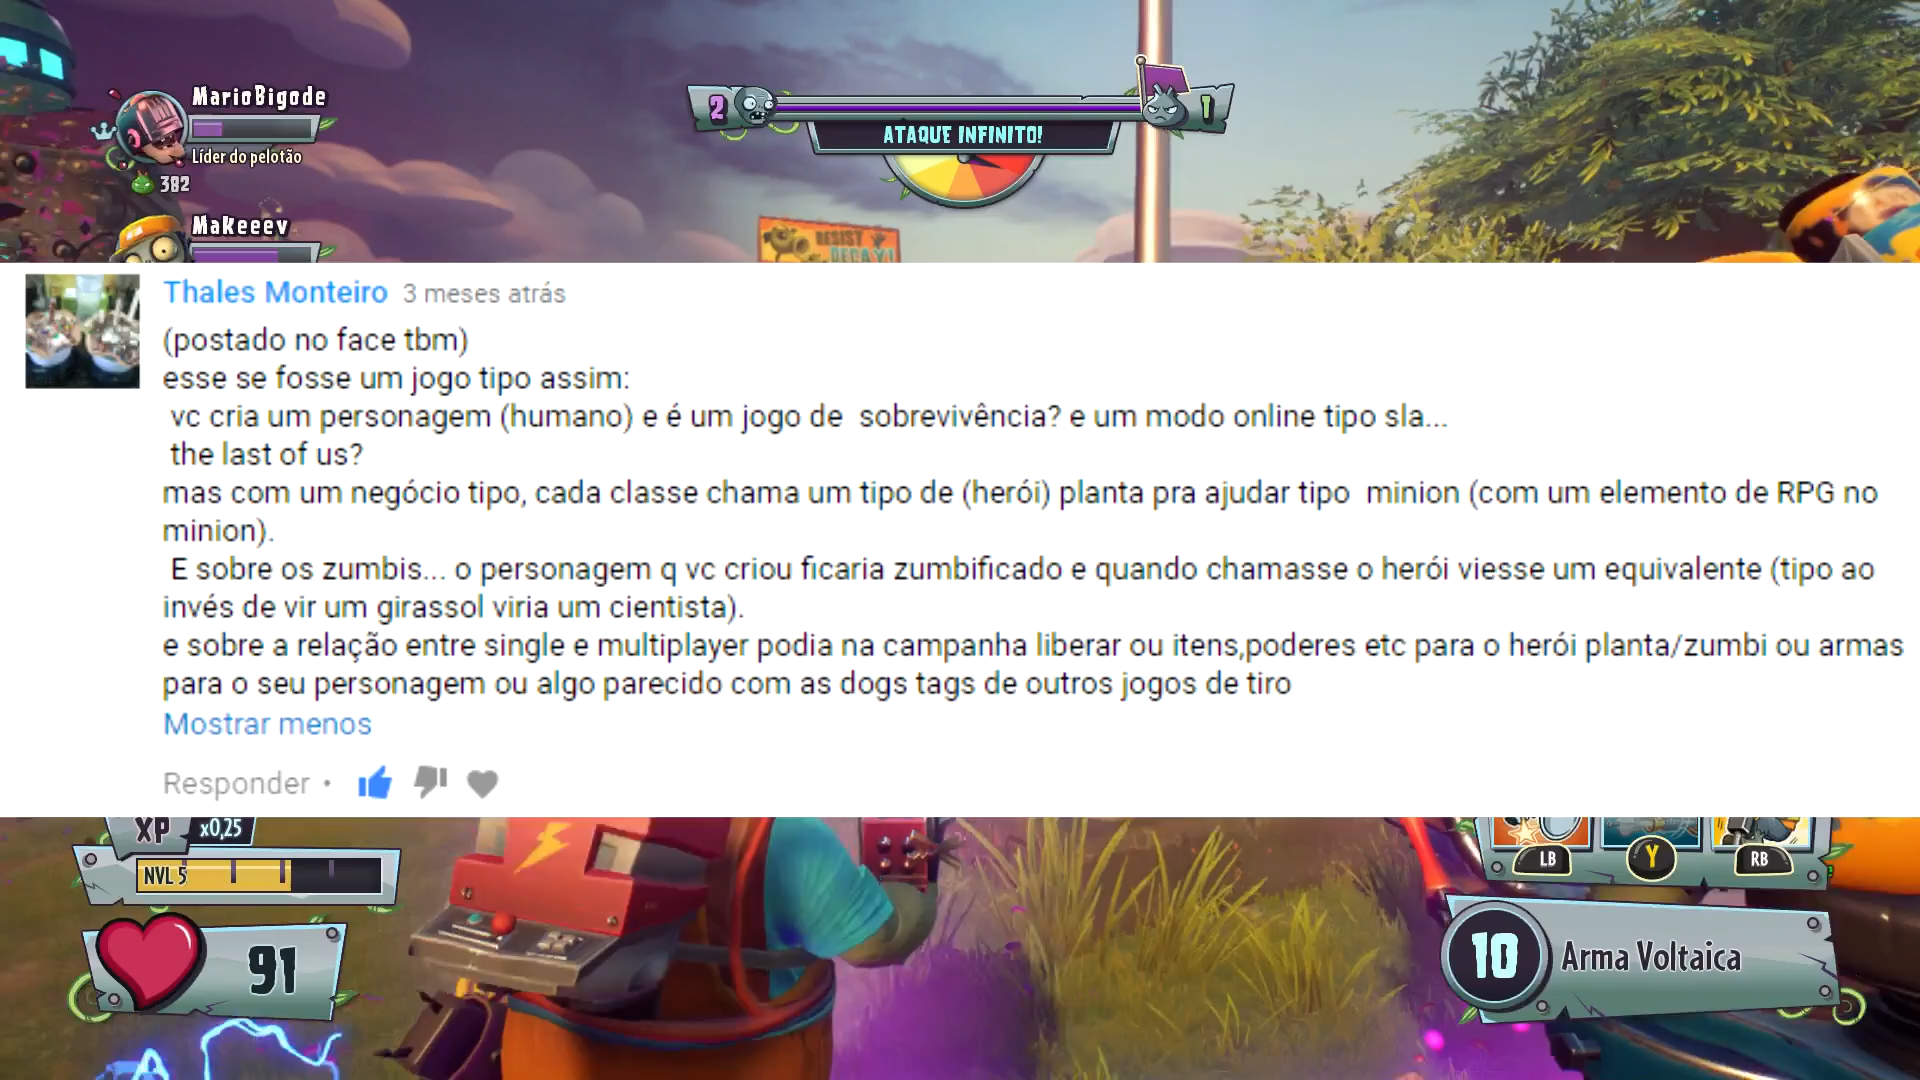 MarioBigode
Líder do pelotão
382
Makeeev
2
1
ATAQUE INFINITO!
RESIST
DECAY!
Thales Monteiro 3 meses atrás
(postado no face tbm)
esse se fosse um jogo tipo assim:
vc cria um personagem (humano) e é um jogo de sobrevivência? e um modo online tipo sla...
the last of us?
mas com um negócio tipo, cada classe chama um tipo de (herói) planta pra ajudar tipo minion (com um elemento de RPG no
minion).
E sobre os zumbis... o personagem q vc criou ficaria zumbificado e quando chamasse o herói viesse um equivalente (tipo ao
invés de vir um girassol viria um cientista).
e sobre a relação entre single e multiplayer podia na campanha liberar ou itens,poderes etc para o herói planta/zumbi ou armas
para o seu personagem ou algo parecido com as dogs tags de outros jogos de tiro
Mostrar menos
Responder •
XP x0,25
NVL 5
91
LB Y RB
10 Arma Voltaica